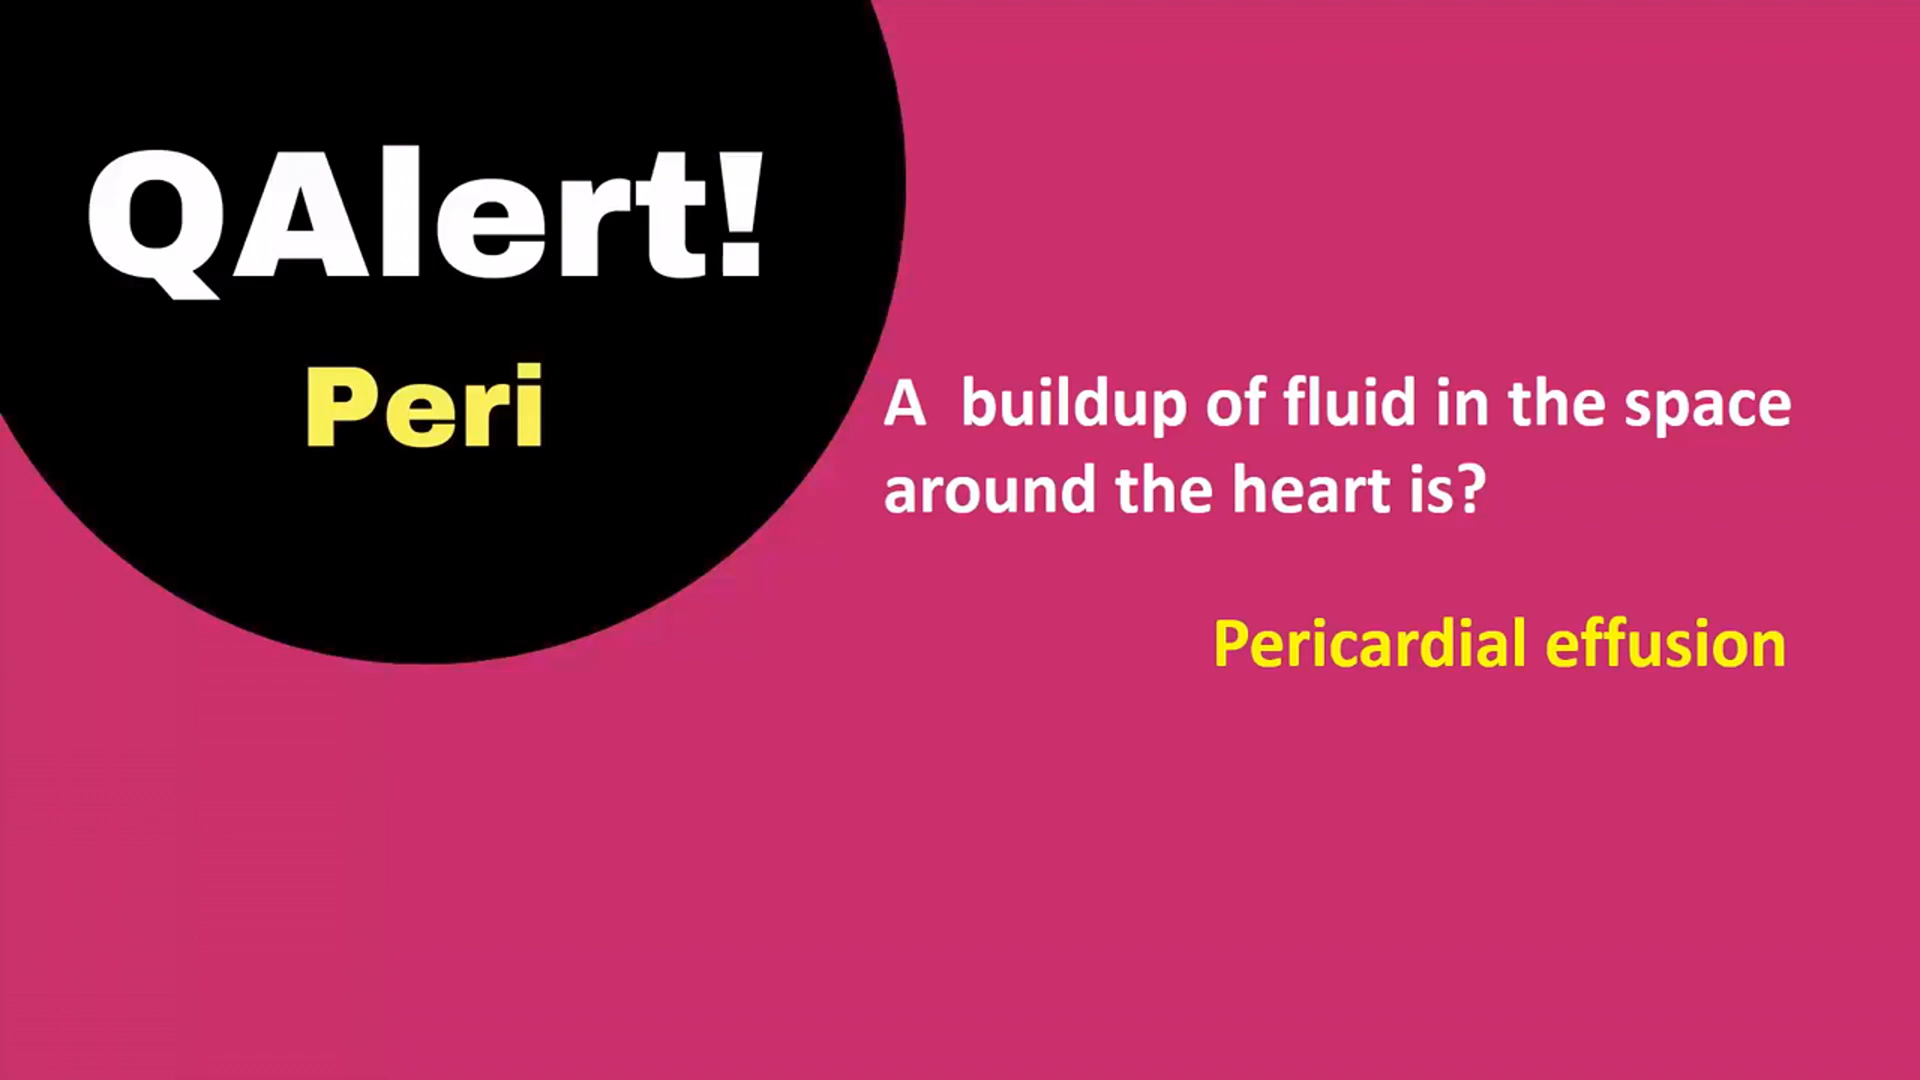 QAlert!
Peri
A  buildup of fluid in the space
around the heart is?
Pericardial effusion